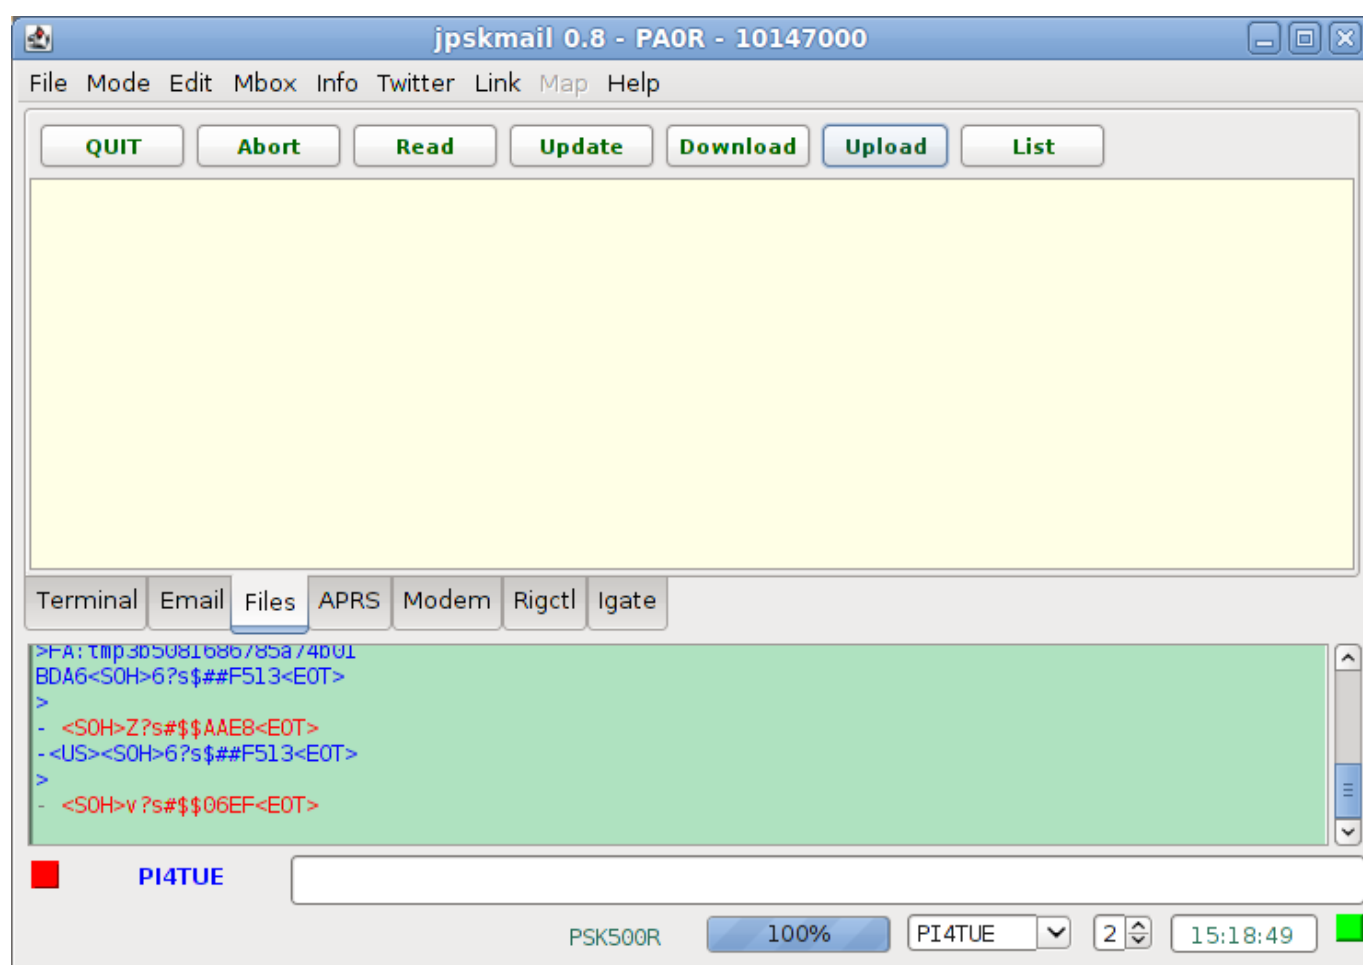 jpskmail 0.8 - PA0R - 10147000
File Mode Edit Mbox Info Twitter Link Map Help
QUIT Abort Read Update Download Upload List
Terminal Email Files APRS Modem Rigctl Igate
>FA:tmp3b5081686785a74b01
BDA6<SOH>6?s$##F513<EOT>
>
- <SOH>Z?s#$$AAE8<EOT>
-<US><SOH>6?s$##F513<EOT>
>
- <SOH>v?s#$$06EF<EOT>
PI4TUE
PSK500R 100% PI4TUE 2 15:18:49